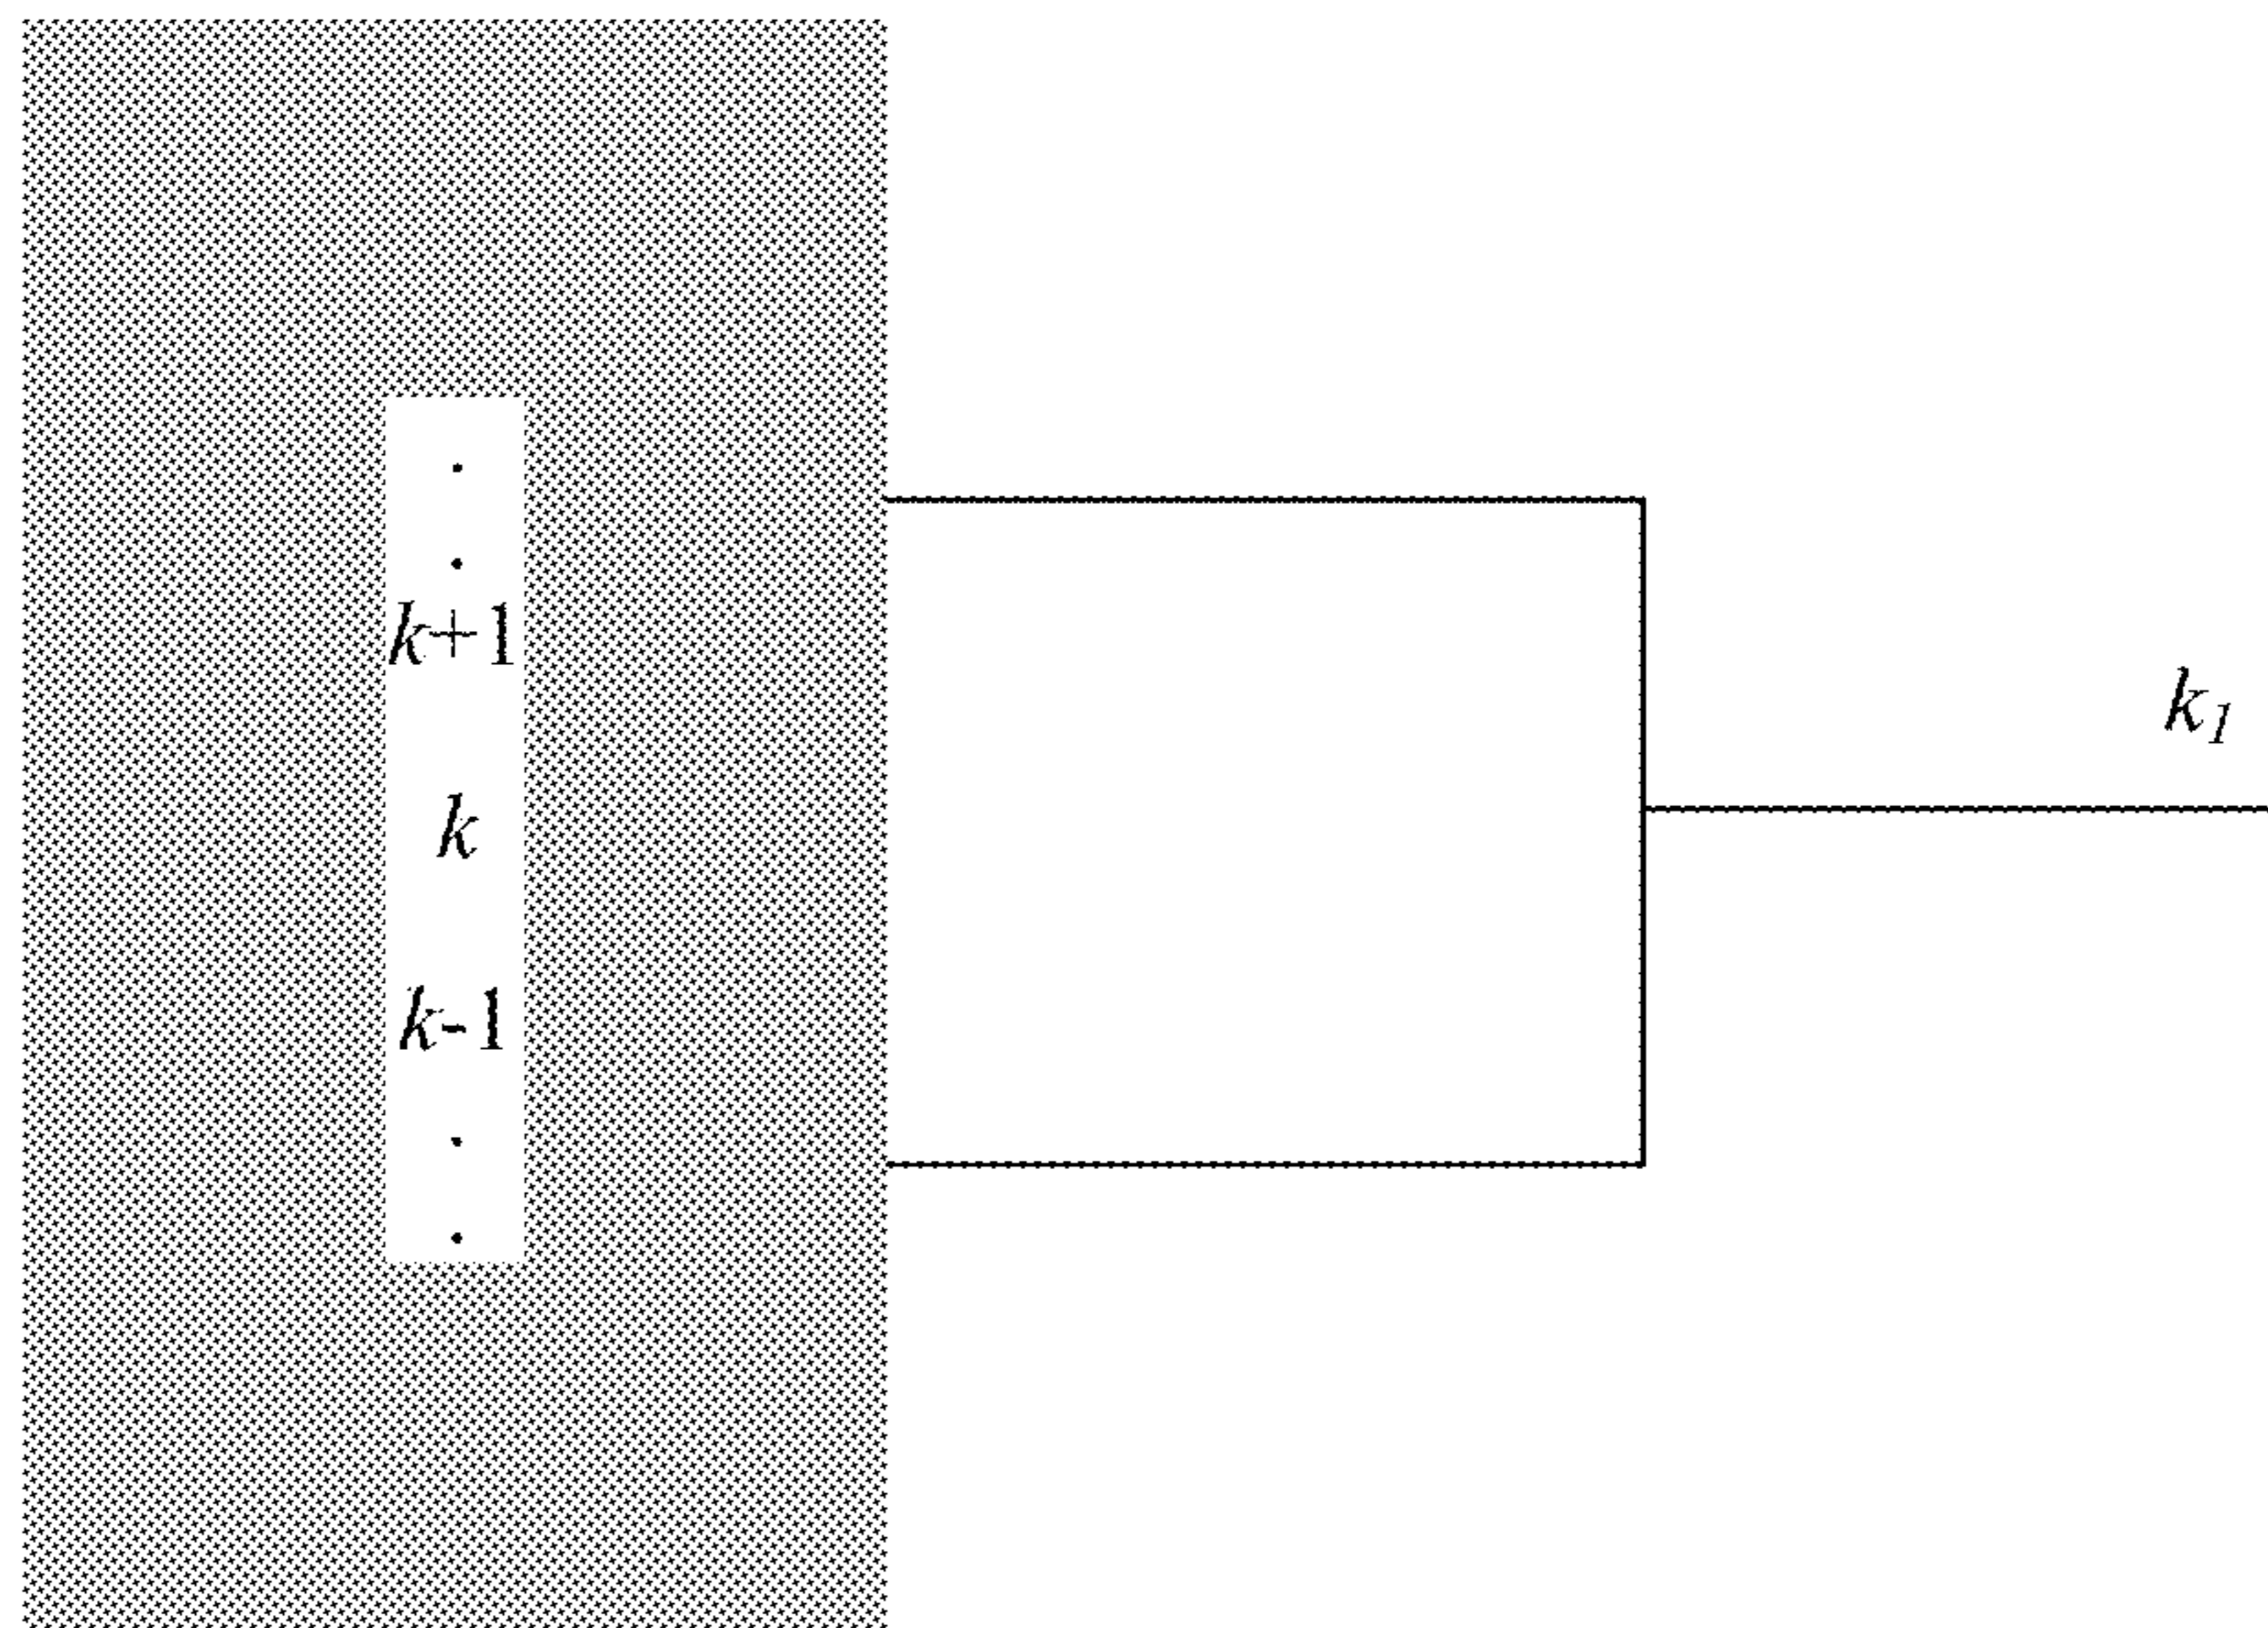 .
.
k+1
k
k₁
k-1
.
.